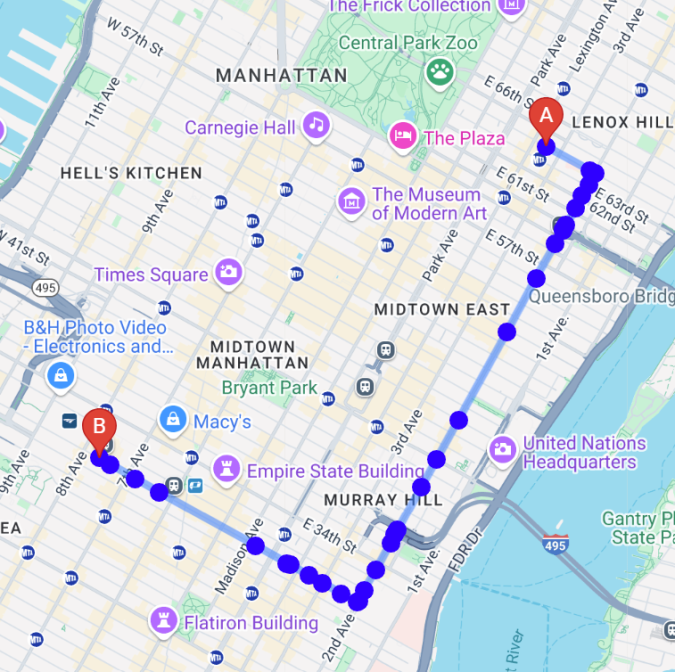 The Frick Collection
Central Park Zoo
W 57th St
MANHATTAN
Park Ave
Lexington Ave
3rd Ave
E 66th St
11th Ave
Carnegie Hall
The Plaza
A
LENOX HILL
HELL'S KITCHEN
E 61st St
E 63rd St
62nd St
9th Ave
The Museum
of Modern Art
W 41st St
Park Ave
E 57th St
495
Times Square
Queensboro Bridg
MIDTOWN EAST
1st Ave.
B&H Photo Video
- Electronics and...
MIDTOWN
MANHATTAN
Bryant Park
Macy's
3rd Ave
B
United Nations
Headquarters
9th Ave
8th Ave
7th Ave
Empire State Building
MURRAY HILL
EA
E 34th St
Gantry Pl
State Pa
495
Madison Ave
1st Ave.
FDR Dr
Flatiron Building
2nd Ave
st River